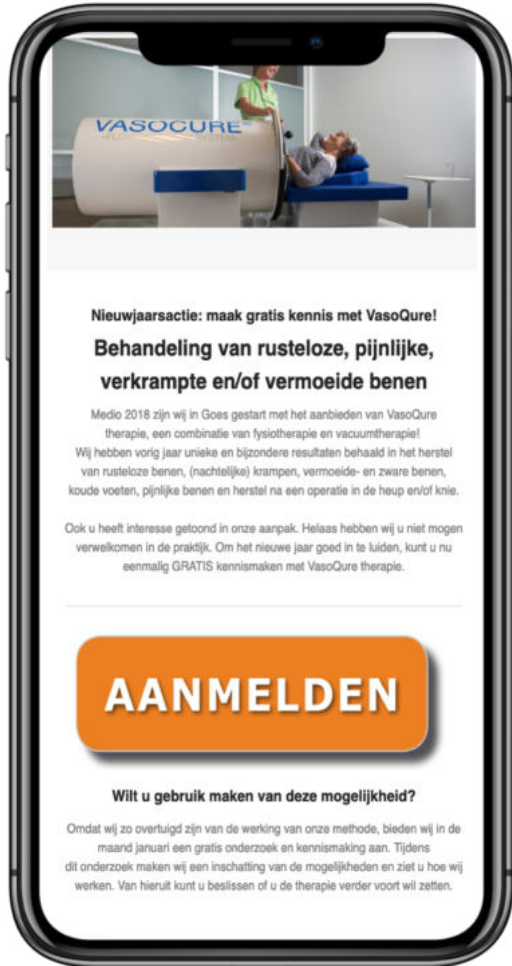 VASOCURE
SYSTEM
Nieuwjaarsactie: maak gratis kennis met VasoQure!
Behandeling van rusteloze, pijnlijke,
verkrampte en/of vermoeide benen
Medio 2018 zijn wij in Goes gestart met het aanbieden van VasoQure
therapie, een combinatie van fysiotherapie en vacuumtherapie!
Wij hebben vorig jaar unieke en bijzondere resultaten behaald in het herstel
van rusteloze benen, (nachtelijke) krampen, vermoeide- en zware benen,
koude voeten, pijnlijke benen en herstel na een operatie in de heup en/of knie.
Ook u heeft interesse getoond in onze aanpak. Helaas hebben wij u niet mogen
verwelkomen in de praktijk. Om het nieuwe jaar goed in te luiden, kunt u nu
eenmalig GRATIS kennismaken met VasoQure therapie.
AANMELDEN
Wilt u gebruik maken van deze mogelijkheid?
Omdat wij zo overtuigd zijn van de werking van onze methode, bieden wij in de
maand januari een gratis onderzoek en kennismaking aan. Tijdens
dit onderzoek maken wij een inschatting van de mogelijkheden en ziet u hoe wij
werken. Van hieruit kunt u beslissen of u de therapie verder voort wil zetten.